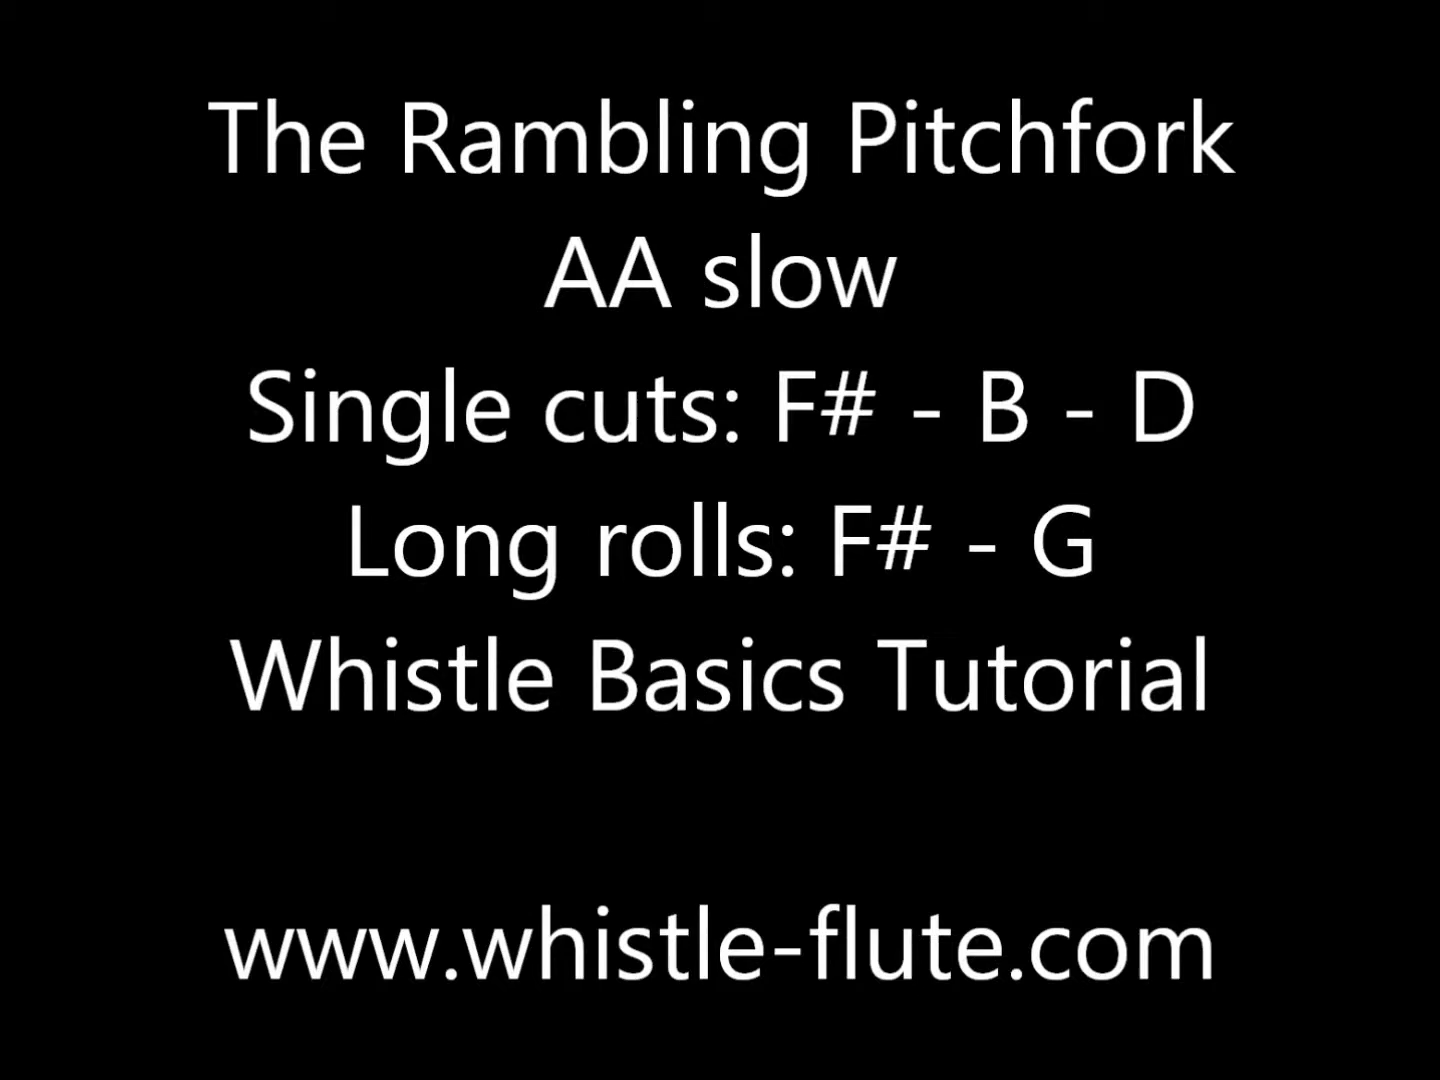 The Rambling Pitchfork
AA slow
Single cuts: F# - B - D
Long rolls: F# - G
Whistle Basics Tutorial
www.whistle-flute.com